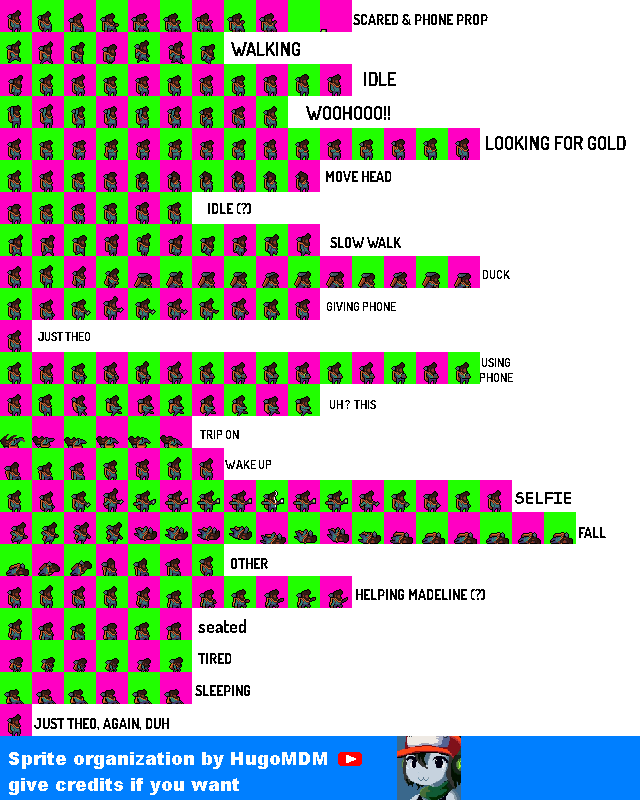 SCARED & PHONE PROP
WALKING
IDLE
WOOHOOO!!
LOOKING FOR GOLD
MOVE HEAD
IDLE (?)
SLOW WALK
DUCK
GIVING PHONE
JUST THEO
USING
PHONE
UH? THIS
TRIP ON
WAKE UP
SELFIE
FALL
OTHER
HELPING MADELINE (?)
seated
TIRED
SLEEPING
JUST THEO, AGAIN, DUH
Sprite organization by HugoMDM
give credits if you want